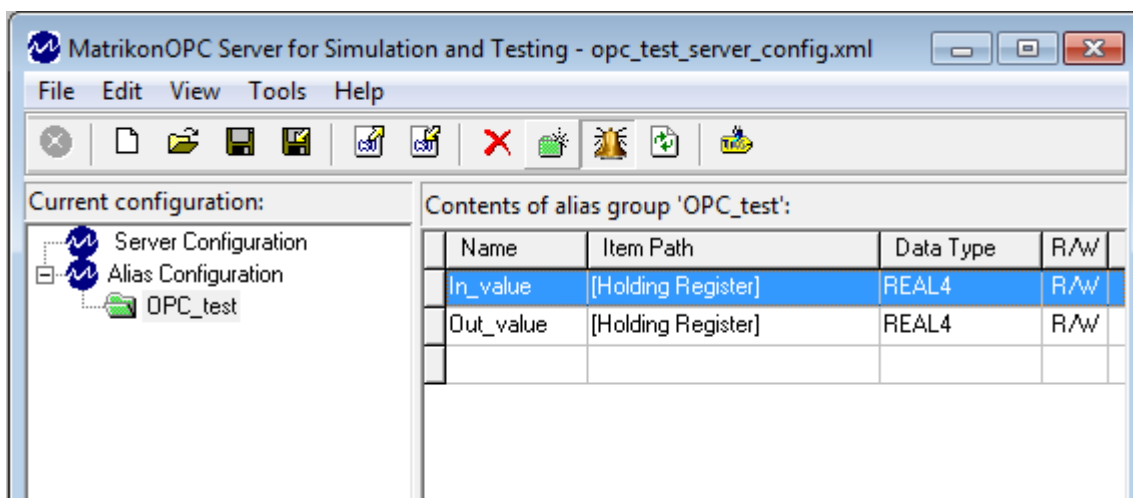 MatrikonOPC Server for Simulation and Testing - opc_test_server_config.xml
File Edit View Tools Help
Current configuration:
Server Configuration
Alias Configuration
OPC_test
Contents of alias group 'OPC_test':
Name Item Path Data Type R/W
In_value [Holding Register] REAL4 R/W
Out_value [Holding Register] REAL4 R/W